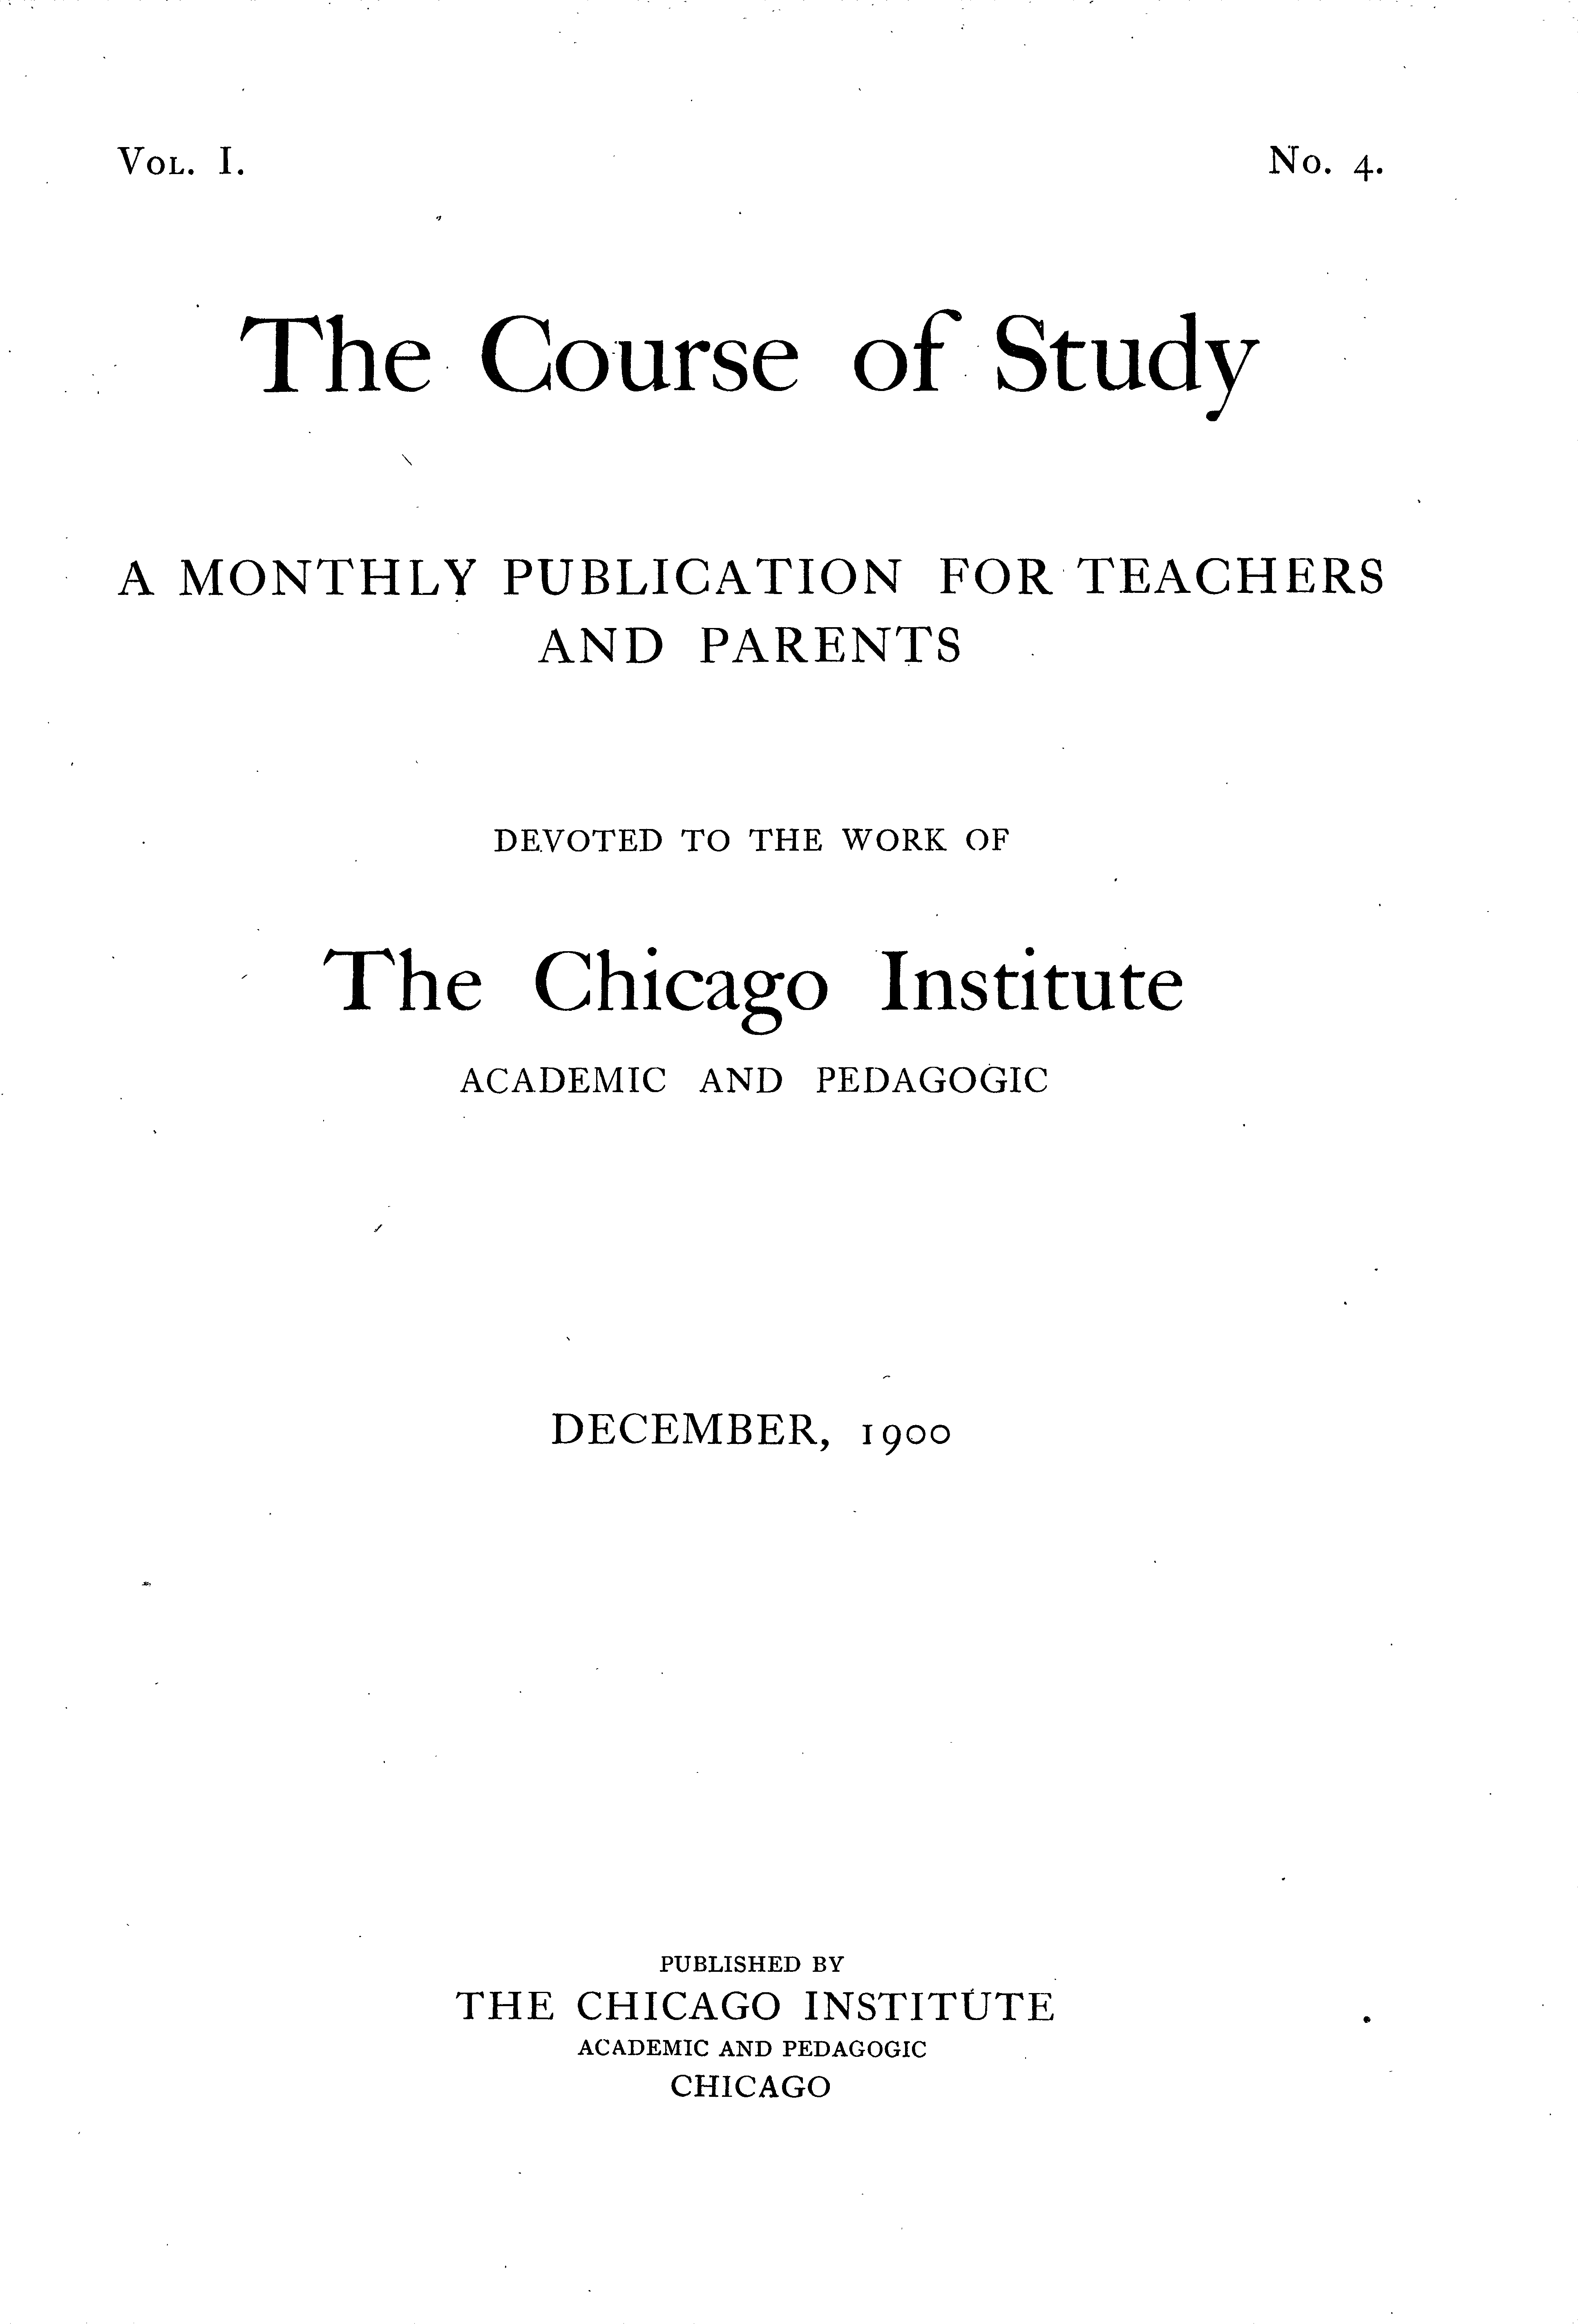 VOL. I.
No. 4.
The Course of Study
A MONTHLY PUBLICATION FOR TEACHERS
AND PARENTS
DEVOTED TO THE WORK OF
The Chicago Institute
ACADEMIC AND PEDAGOGIC
DECEMBER, 1900
PUBLISHED BY
THE CHICAGO INSTITUTE
ACADEMIC AND PEDAGOGIC
CHICAGO